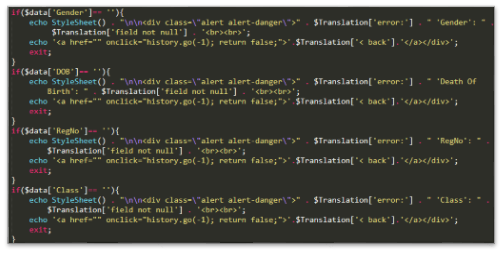 if($data['Gender']== ''){
echo StyleSheet() . "\n\n<div class=\"alert alert-danger\">" . $Translation['error:'] . " 'Gender': " .
$Translation['field not null'] . '<br><br>';
echo '<a href="" onclick="history.go(-1); return false;">'.$Translation['< back'].'</a></div>';
exit;
}
if($data['DOB']== ''){
echo StyleSheet() . "\n\n<div class=\"alert alert-danger\">" . $Translation['error:'] . " 'Death Of
Birth': " . $Translation['field not null'] . '<br><br>';
echo '<a href="" onclick="history.go(-1); return false;">'.$Translation['< back'].'</a></div>';
exit;
}
if($data['RegNo']== ''){
echo StyleSheet() . "\n\n<div class=\"alert alert-danger\">" . $Translation['error:'] . " 'RegNo': " .
$Translation['field not null'] . '<br><br>';
echo '<a href="" onclick="history.go(-1); return false;">'.$Translation['< back'].'</a></div>';
exit;
}
if($data['Class']== ''){
echo StyleSheet() . "\n\n<div class=\"alert alert-danger\">" . $Translation['error:'] . " 'Class': " .
$Translation['field not null'] . '<br><br>';
echo '<a href="" onclick="history.go(-1); return false;">'.$Translation['< back'].'</a></div>';
exit;